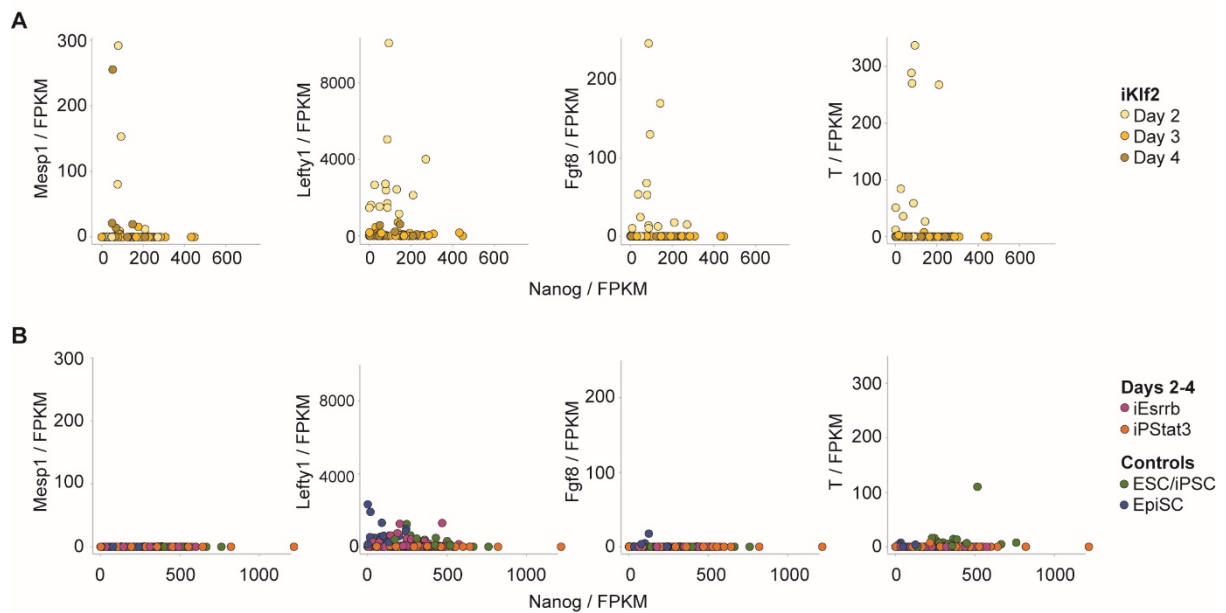 A
Mesp1 / FPKM
300
200
100
0
0 200 400 600
Lefty1 / FPKM
8000
4000
0
0 200 400 600
Fgf8 / FPKM
200
100
0
0 200 400 600
T / FPKM
300
200
100
0
0 200 400 600
Nanog / FPKM
iKlf2
Day 2
Day 3
Day 4
B
Mesp1 / FPKM
300
200
100
0
0 500 1000
Lefty1 / FPKM
8000
4000
0
0 500 1000
Fgf8 / FPKM
200
100
0
0 500 1000
T / FPKM
300
200
100
0
0 500 1000
Nanog / FPKM
Days 2-4
iEsrrb
iPStat3
Controls
ESC/iPSC
EpiSC